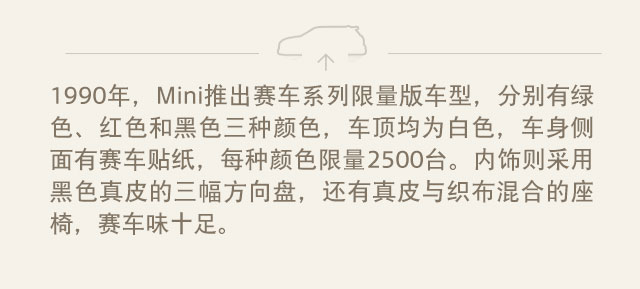 1990年，Mini推出赛车系列限量版车型，分别有绿
色、红色和黑色三种颜色，车顶均为白色，车身侧
面有赛车贴纸，每种颜色限量2500台。内饰则采用
黑色真皮的三幅方向盘，还有真皮与织布混合的座
椅，赛车味十足。